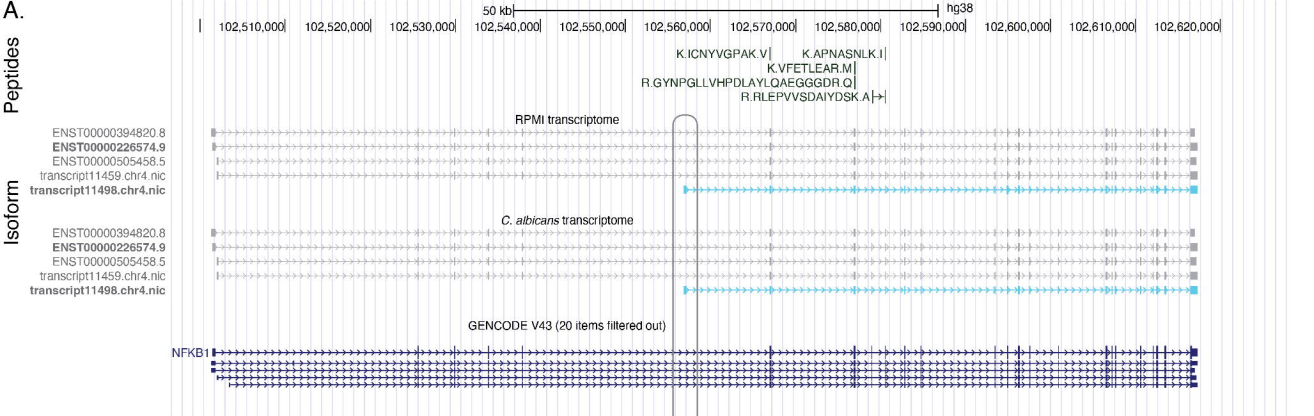 A.
50 kb
hg38
102,510,000 102,520,000 102,530,000 102,540,000 102,550,000 102,560,000 102,570,000 102,580,000 102,590,000 102,600,000 102,610,000 102,620,000
Peptides
K.ICNYVGPAK.V K.APNASNLK.I
K.VFETLEAR.M
R.GYNPGLLVHPDLAYLQAEGGGDR.Q
R.RLEPVVSDAIYDSK.A
Isoform
RPMI transcriptome
ENST00000394820.8
ENST00000226574.9
ENST00000505458.5
transcript11459.chr4.nic
transcript11498.chr4.nic
C. albicans transcriptome
ENST00000394820.8
ENST00000226574.9
ENST00000505458.5
transcript11459.chr4.nic
transcript11498.chr4.nic
GENCODE V43 (20 items filtered out)
NFKB1